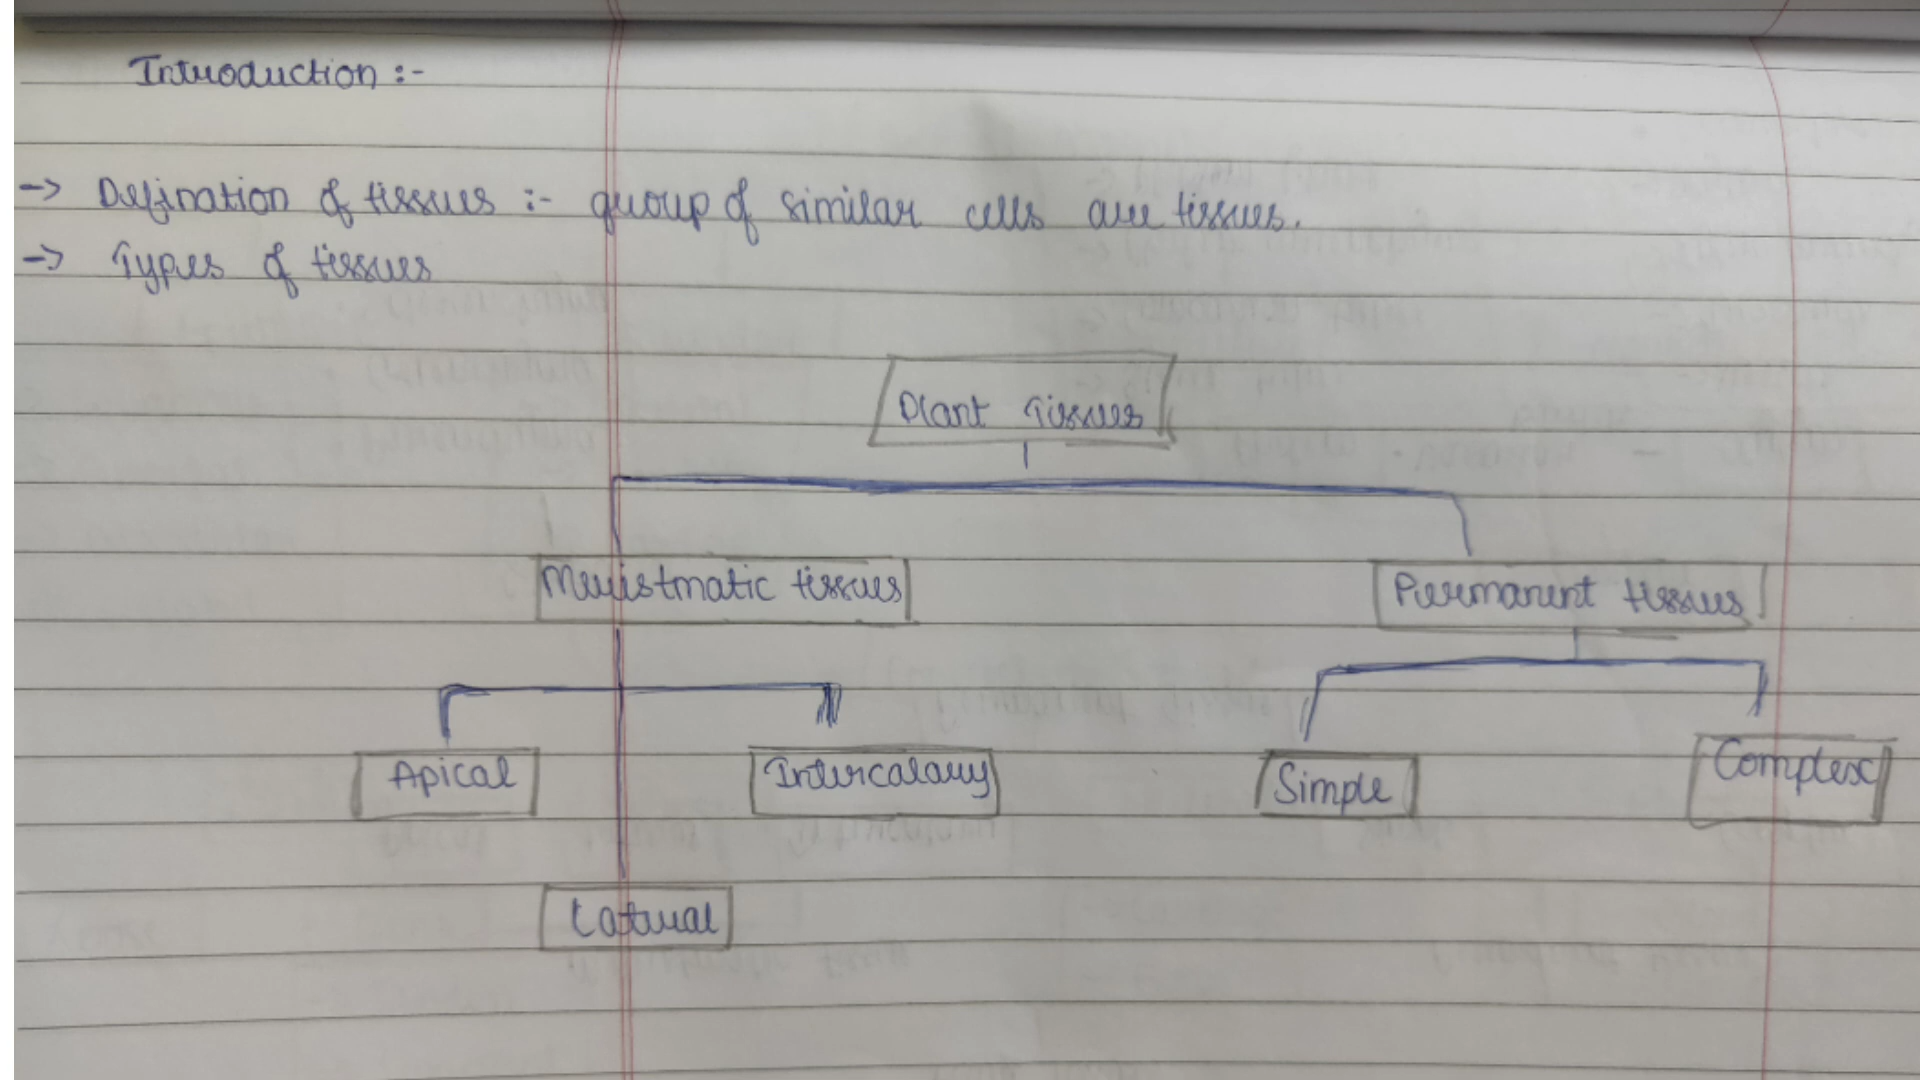 Introduction :-
-> Defination of tissues :- group of similar cells are tissues.
-> Types of tissues
Plant Tissues
Meristmatic tissues
Permanent tissues
Apical
Intercalary
Simple
Complex
Lateral